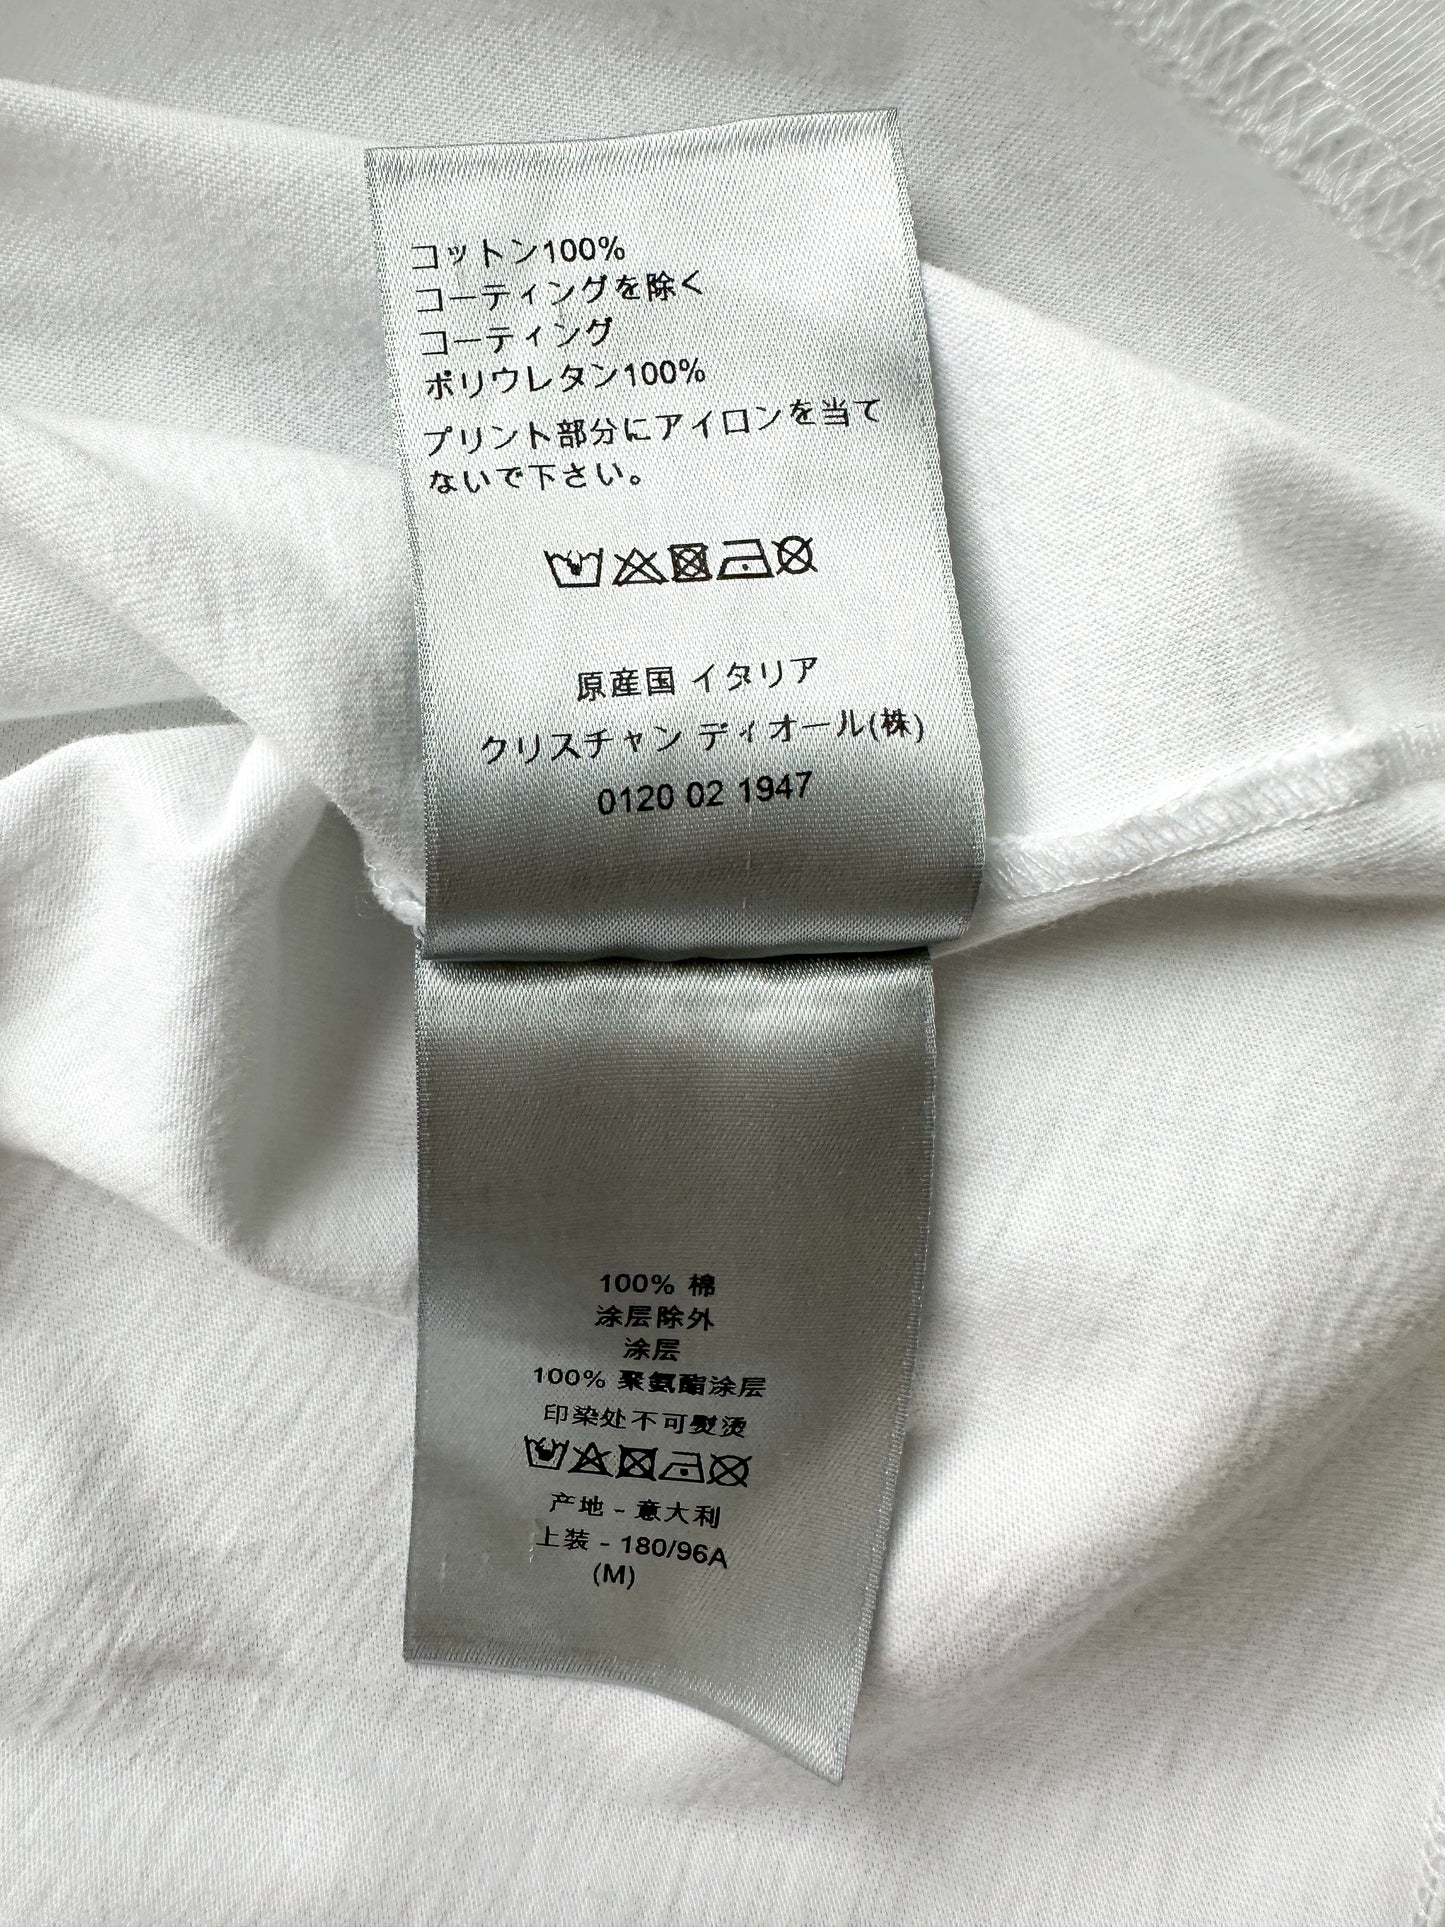 コットン100%
コーティングを除く
コーティング
ポリウレタン100%
プリント部分にアイロンを当て
ないで下さい。
原産国 イタリア
クリスチャン ディオール(株)
0120 02 1947
100% 棉
涂层除外
涂层
100% 聚氨酯涂层
印染处不可熨烫
产地 - 意大利
上装 - 180/96A
(M)